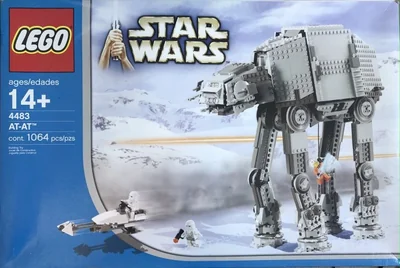 LEGO
STAR
WARS
ages/edades
14+
4483
AT-AT™
cont. 1064 pcs/pzs